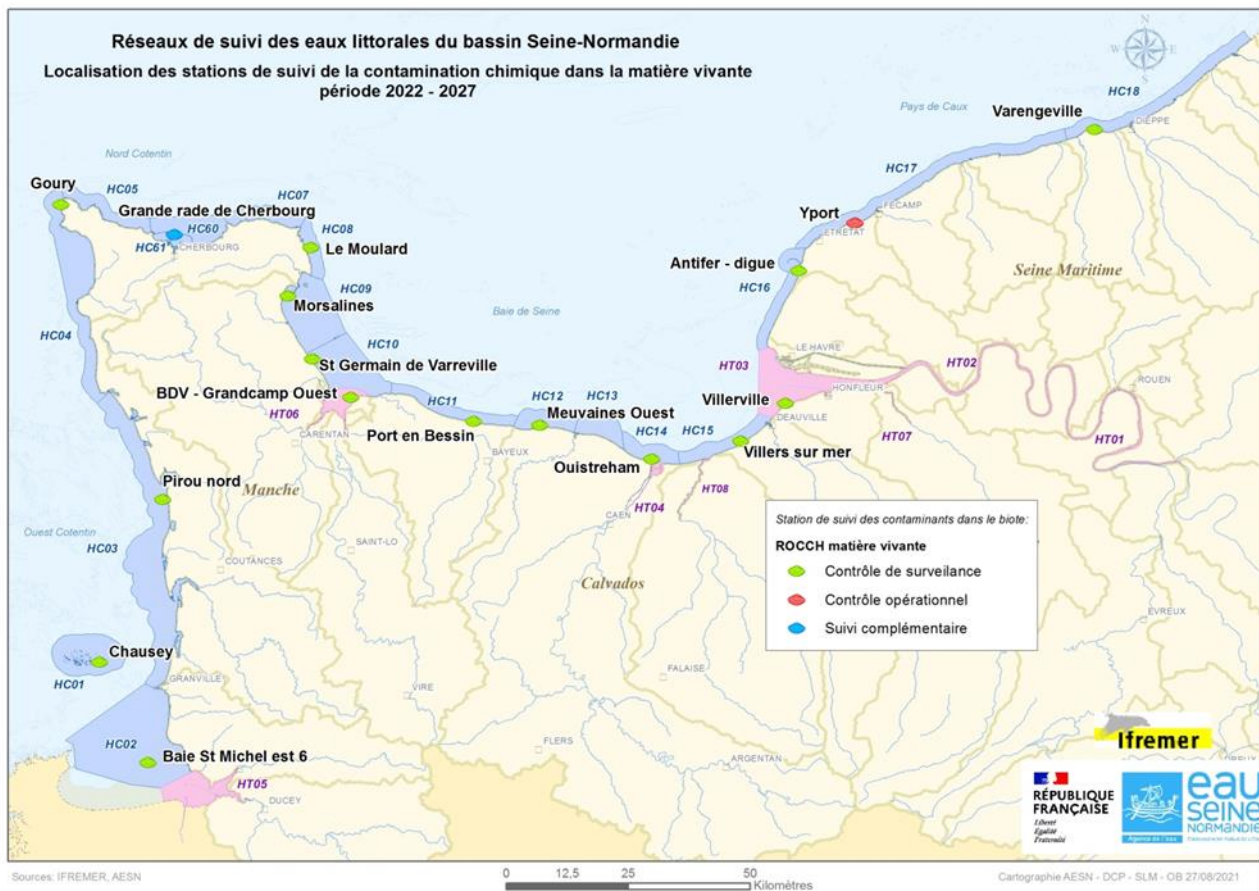 Réseaux de suivi des eaux littorales du bassin Seine-Normandie
Localisation des stations de suivi de la contamination chimique dans la matière vivante
période 2022 - 2027
N
W
E
S
HC18
Pays de Caux
Varengeville
DIEPPE
Nord Cotentin
HC17
Goury
HC05
HC07
FÉCAMP
Grande rade de Cherbourg
HC60
Yport
HC08
HC61
CHERBOURG
ETRETAT
Le Moulard
Antifer - digue
Seine Maritime
HC16
HC09
Morsalines
Baie de Seine
HC04
HC10
LE HAVRE
St Germain de Varreville
HT03
HT02
ROUEN
BDV - Grandcamp Ouest
HC12
HC13
HONFLEUR
HC11
Meuvaines Ouest
Villerville
HT06
DEAUVILLE
HC14
HC15
HT07
HT01
CARENTAN
Port en Bessin
BAYEUX
Villers sur mer
Ouistreham
Pirou nord
Manche
HT04
HT08
CAEN
Ouest Cotentin
SAINT-LO
HC03
COUTANCES
Calvados
Station de suivi des contaminants dans le biote:
ROCCH matière vivante
Contrôle de surveilance
Contrôle opérationnel
Suivi complémentaire
EVREUX
Chausey
HC01
GRANVILLE
FALAISE
VIRE
HC02
Baie St Michel est 6
FLERS
ARGENTAN
HT05
DUCEY
Ifremer
RÉPUBLIQUE
FRANÇAISE
Liberté
Égalité
Fraternité
eau
SEINE
NORMANDIE
Agence de l'eau
Sources: IFREMER, AESN
0
12,5
25
50
Kilomètres
Cartographie AESN - DCP - SLM - OB 27/08/2021